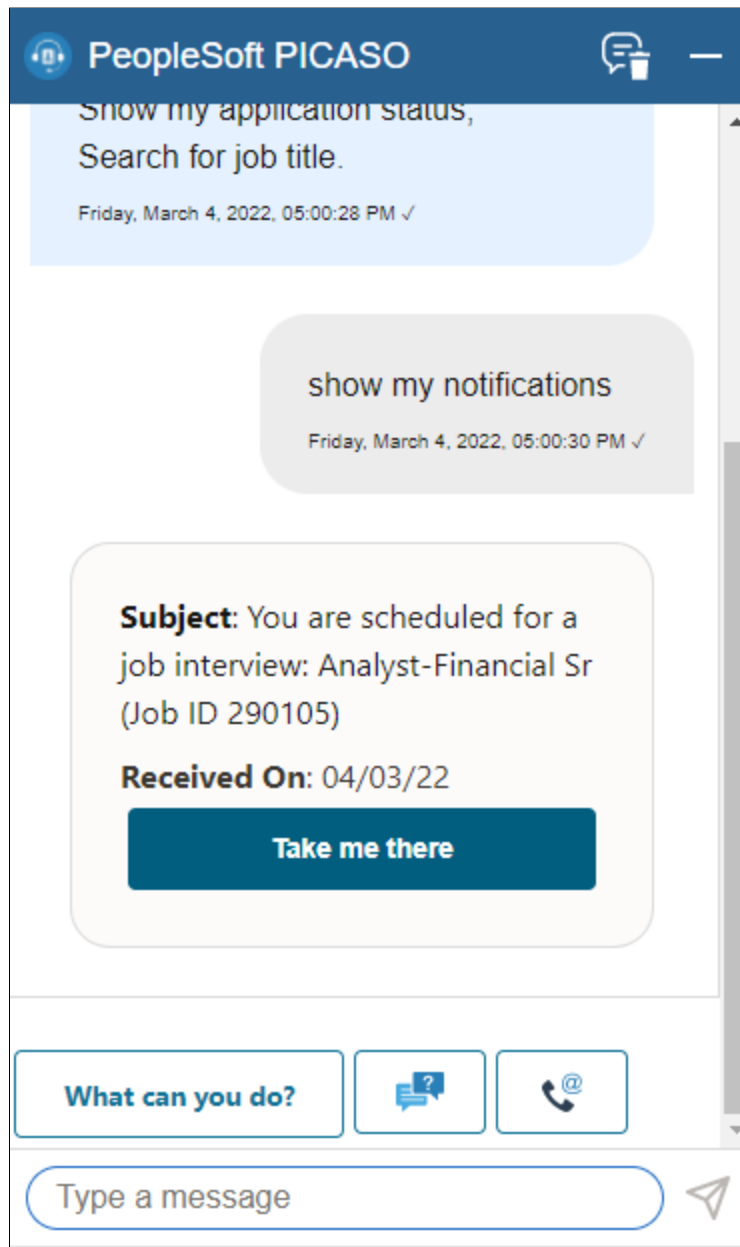 PeopleSoft PICASO
Show my application status,
Search for job title.
Friday, March 4, 2022, 05:00:28 PM ✓
show my notifications
Friday, March 4, 2022, 05:00:30 PM ✓
Subject: You are scheduled for a
job interview: Analyst-Financial Sr
(Job ID 290105)
Received On: 04/03/22
Take me there
What can you do?
?
@
Type a message